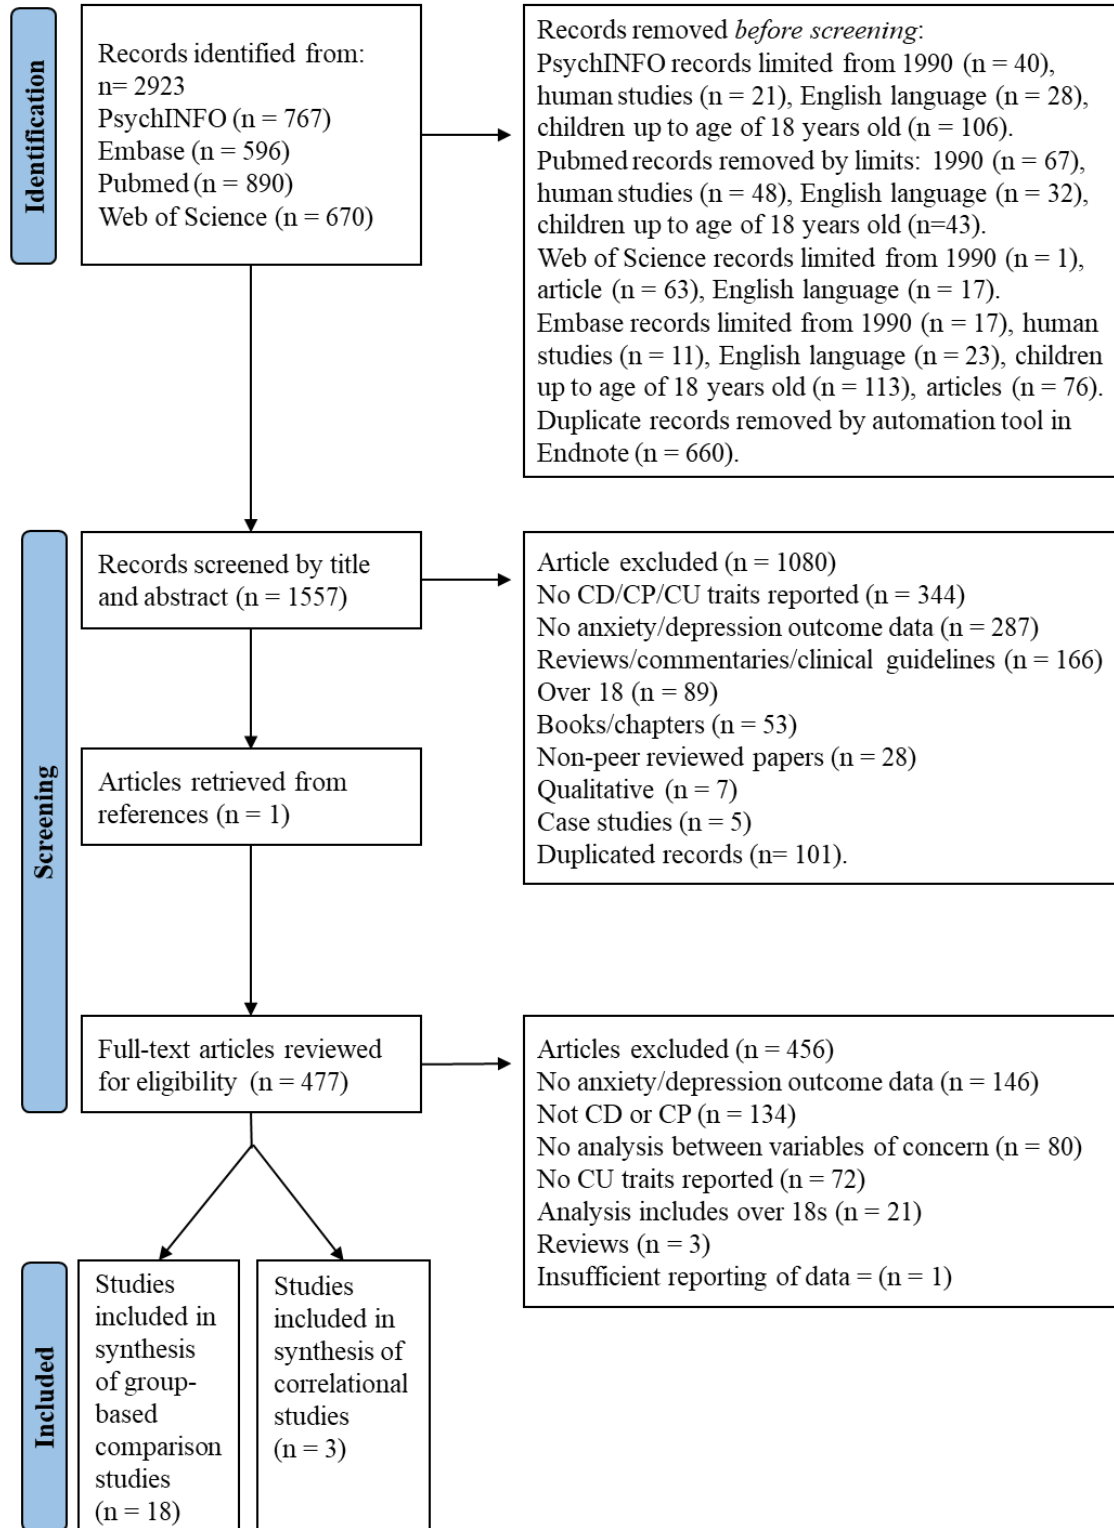 Identification
Records identified from:
n= 2923
PsychINFO (n = 767)
Embase (n = 596)
Pubmed (n = 890)
Web of Science (n = 670)
Records removed before screening:
PsychINFO records limited from 1990 (n = 40),
human studies (n = 21), English language (n = 28),
children up to age of 18 years old (n = 106).
Pubmed records removed by limits: 1990 (n = 67),
human studies (n = 48), English language (n = 32),
children up to age of 18 years old (n=43).
Web of Science records limited from 1990 (n = 1),
article (n = 63), English language (n = 17).
Embase records limited from 1990 (n = 17), human
studies (n = 11), English language (n = 23), children
up to age of 18 years old (n = 113), articles (n = 76).
Duplicate records removed by automation tool in
Endnote (n = 660).
Screening
Records screened by title
and abstract (n = 1557)
Article excluded (n = 1080)
No CD/CP/CU traits reported (n = 344)
No anxiety/depression outcome data (n = 287)
Reviews/commentaries/clinical guidelines (n = 166)
Over 18 (n = 89)
Books/chapters (n = 53)
Non-peer reviewed papers (n = 28)
Qualitative (n = 7)
Case studies (n = 5)
Duplicated records (n= 101).
Articles retrieved from
references (n = 1)
Full-text articles reviewed
for eligibility (n = 477)
Articles excluded (n = 456)
No anxiety/depression outcome data (n = 146)
Not CD or CP (n = 134)
No analysis between variables of concern (n = 80)
No CU traits reported (n = 72)
Analysis includes over 18s (n = 21)
Reviews (n = 3)
Insufficient reporting of data = (n = 1)
Included
Studies
included in
synthesis
of group-
based
comparison
studies
(n = 18)
Studies
included in
synthesis of
correlational
studies
(n = 3)